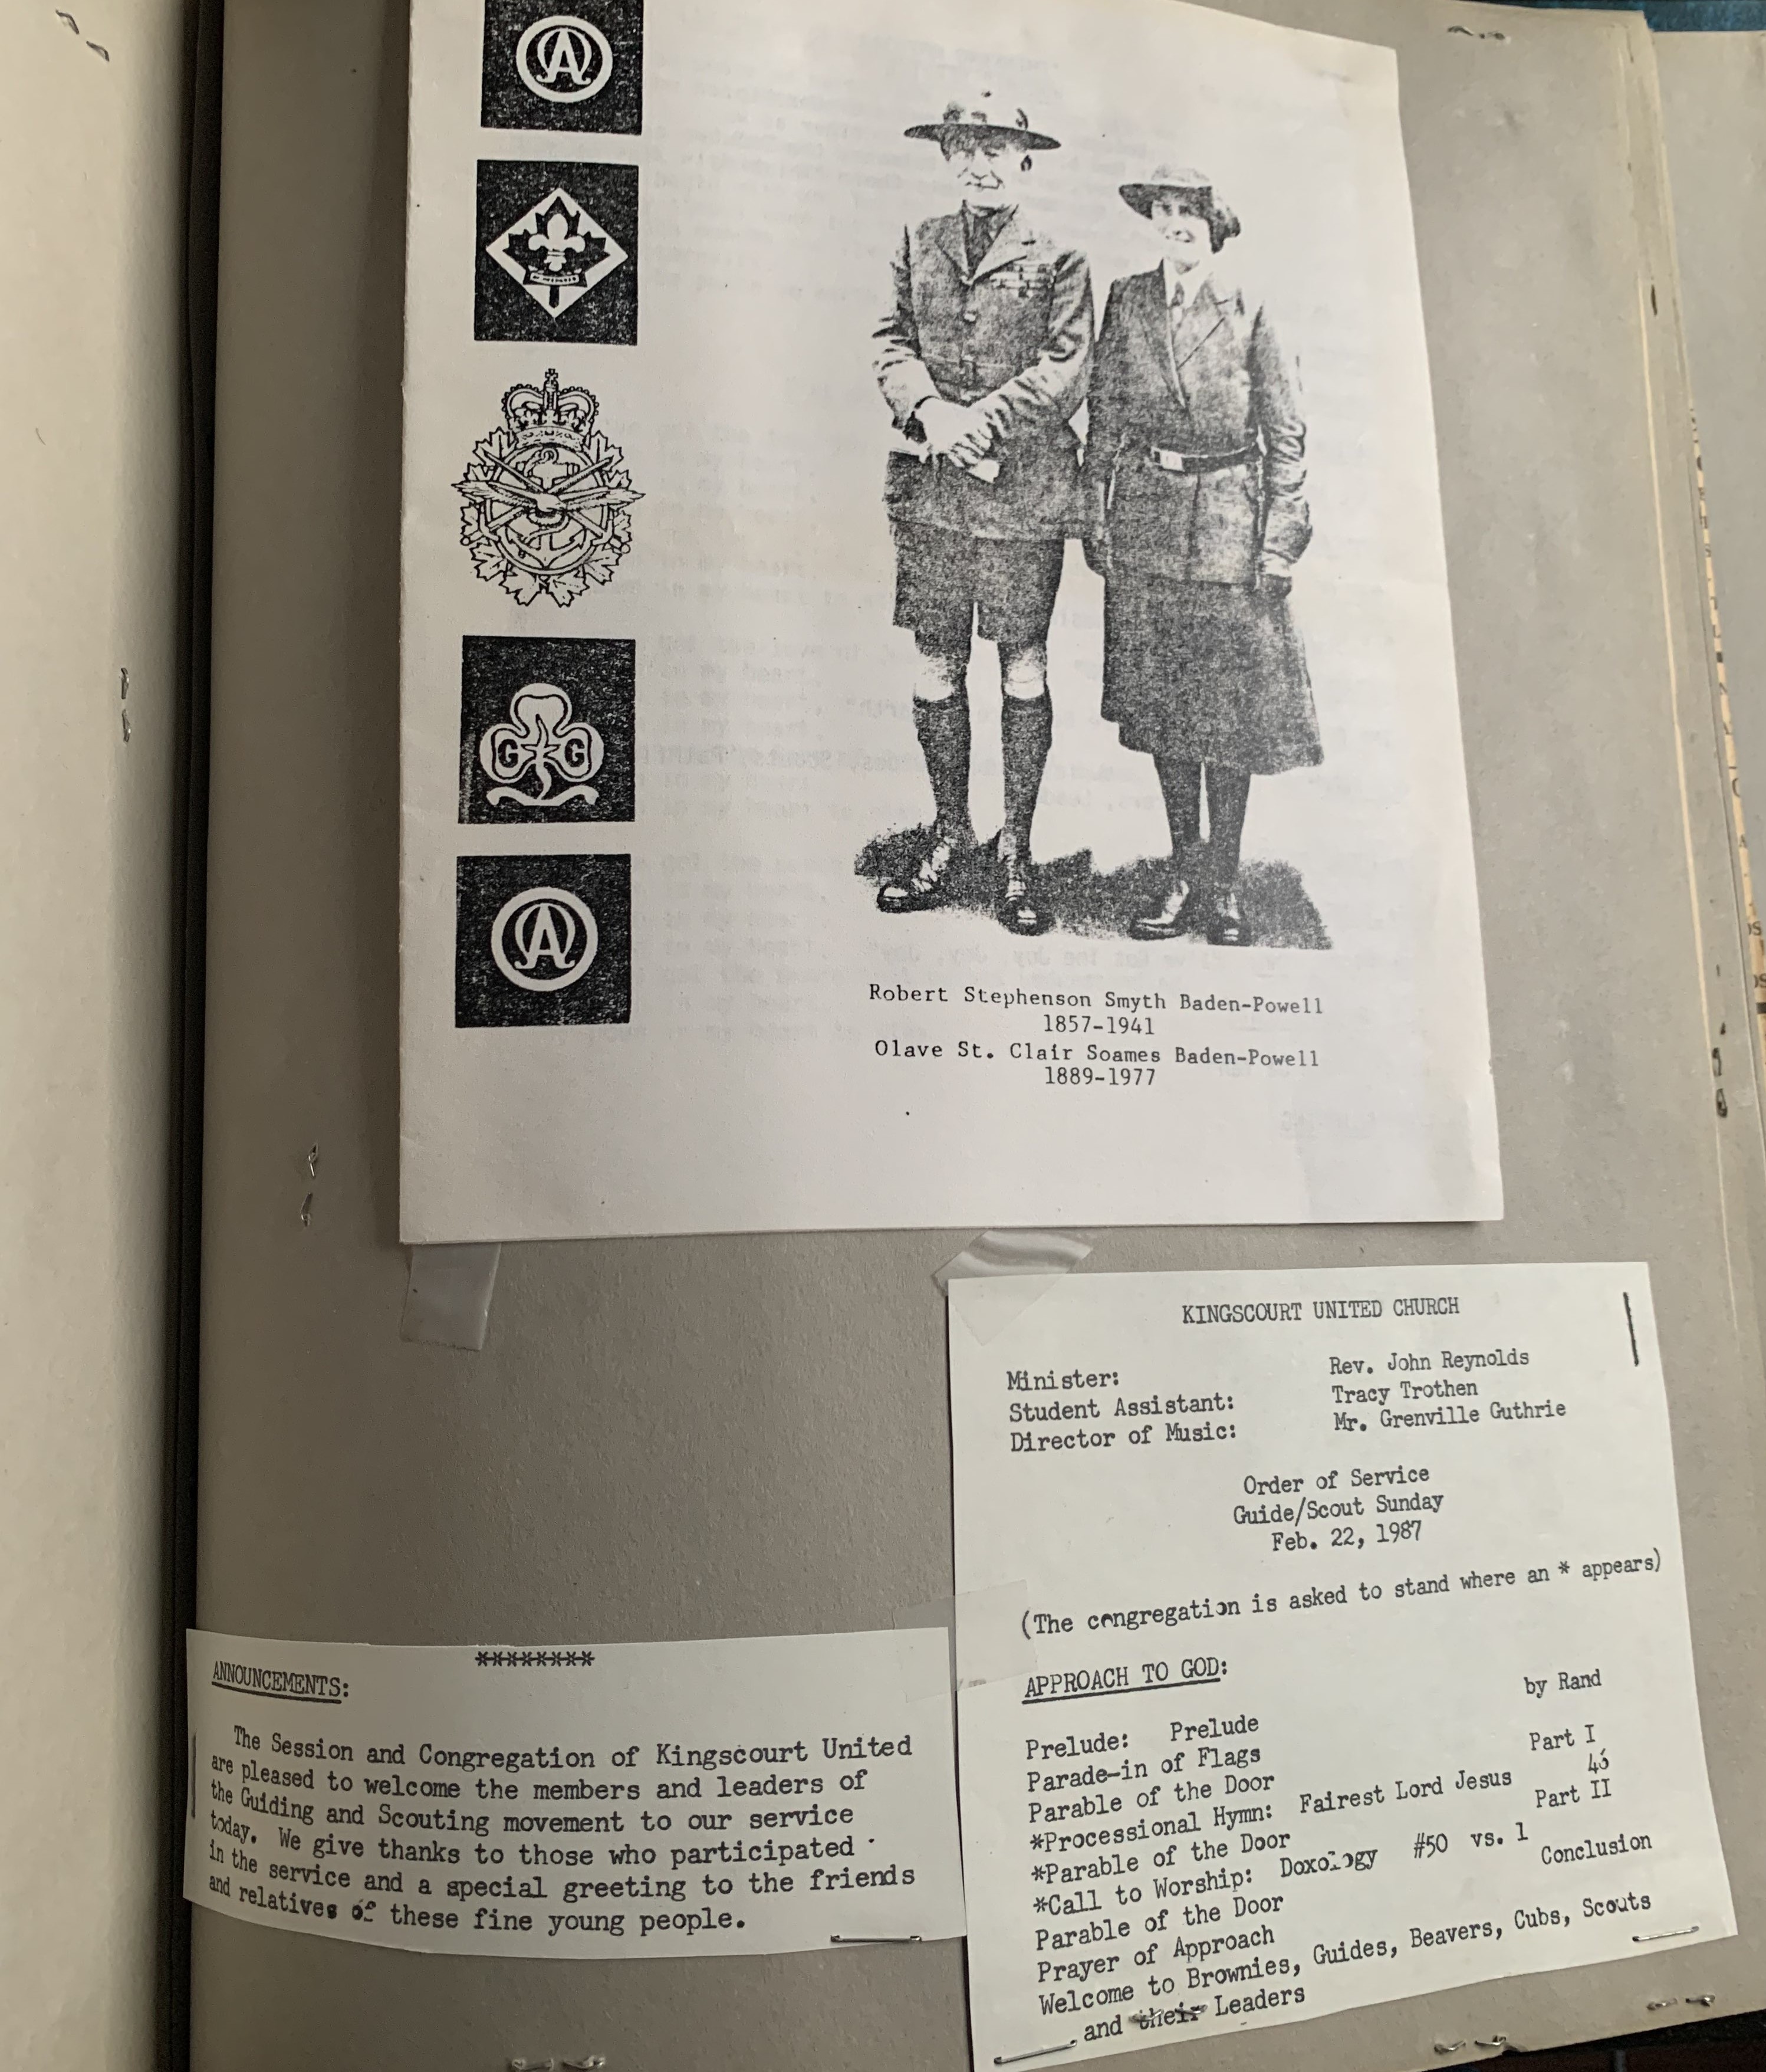 A
G G
A
Robert Stephenson Smyth Baden-Powell
1857-1941
Olave St. Clair Soames Baden-Powell
1889-1977
KINGSCOURT UNITED CHURCH
Minister: Rev. John Reynolds
Student Assistant: Tracy Trothen
Director of Music: Mr. Grenville Guthrie
Order of Service
Guide/Scout Sunday
Feb. 22, 1987
(The congregation is asked to stand where an * appears)
APPROACH TO GOD:
Prelude: Prelude by Rand
Parade-in of Flags
Parable of the Door Part I
*Processional Hymn: Fairest Lord Jesus 46
*Parable of the Door Part II
*Call to Worship: Doxology #50 vs. 1
Parable of the Door Conclusion
Prayer of Approach
Welcome to Brownies, Guides, Beavers, Cubs, Scouts
and their Leaders
********
ANNOUNCEMENTS:
The Session and Congregation of Kingscourt United
are pleased to welcome the members and leaders of
the Guiding and Scouting movement to our service
today. We give thanks to those who participated
in the service and a special greeting to the friends
and relatives of these fine young people.